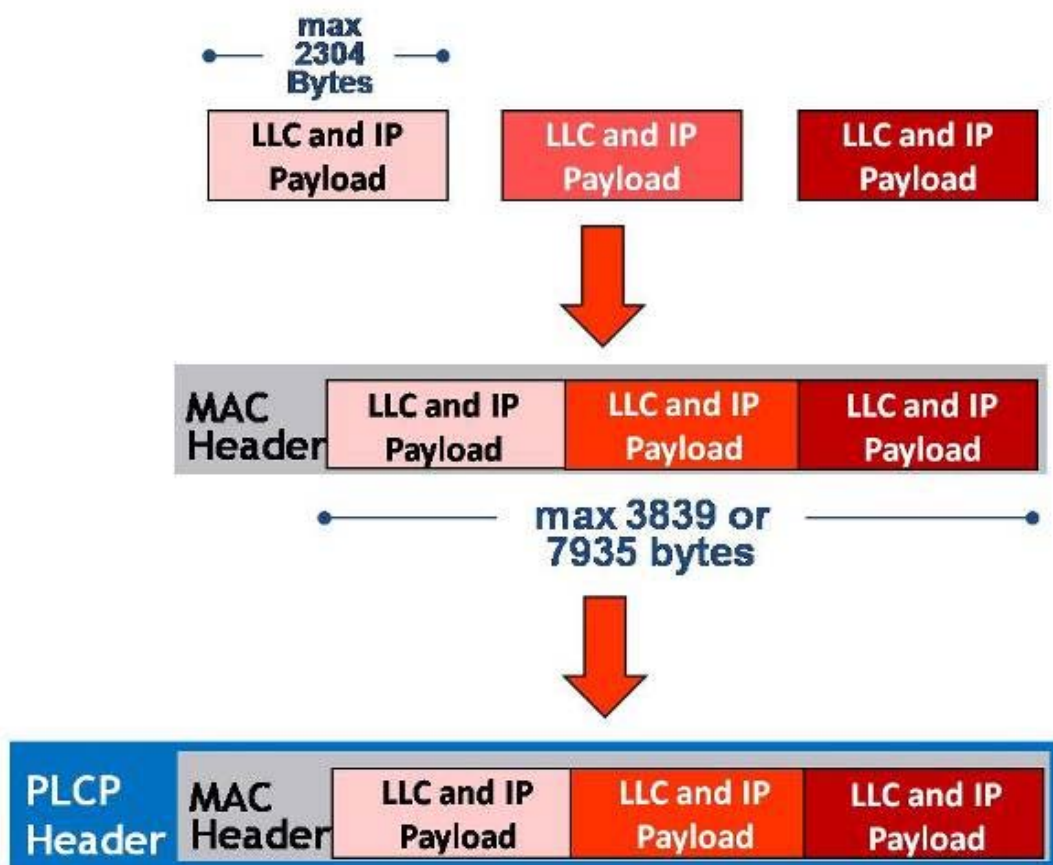 max
2304
Bytes
LLC and IP
Payload
LLC and IP
Payload
LLC and IP
Payload
MAC
Header
LLC and IP
Payload
LLC and IP
Payload
LLC and IP
Payload
max 3839 or
7935 bytes
PLCP
Header
MAC
Header
LLC and IP
Payload
LLC and IP
Payload
LLC and IP
Payload